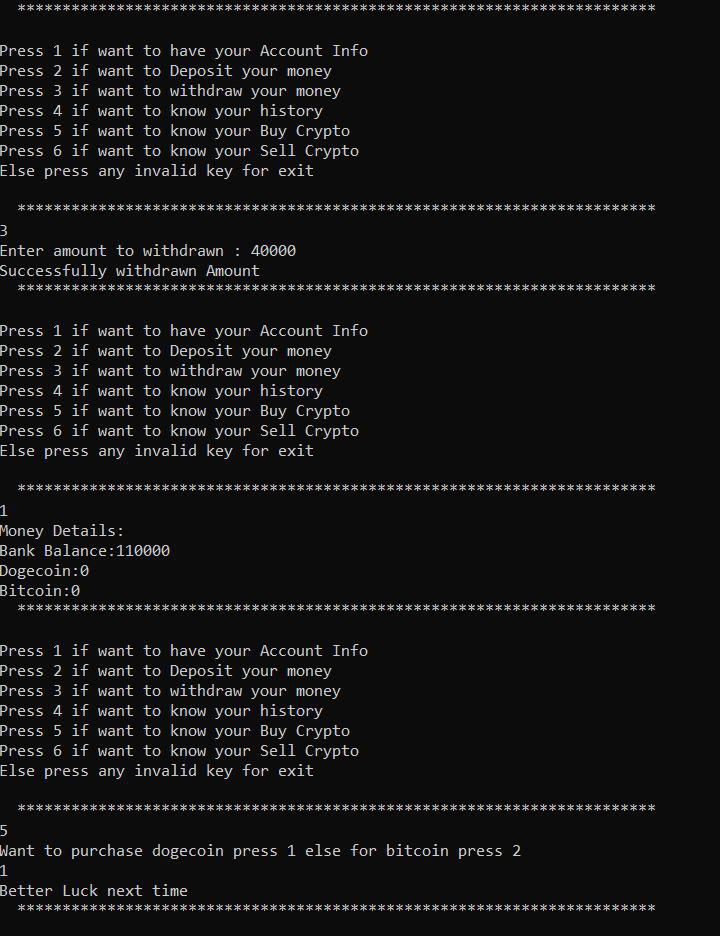 ***********************************************************************
Press 1 if want to have your Account Info
Press 2 if want to Deposit your money
Press 3 if want to withdraw your money
Press 4 if want to know your history
Press 5 if want to know your Buy Crypto
Press 6 if want to know your Sell Crypto
Else press any invalid key for exit
***********************************************************************
3
Enter amount to withdrawn : 40000
Successfully withdrawn Amount
***********************************************************************
Press 1 if want to have your Account Info
Press 2 if want to Deposit your money
Press 3 if want to withdraw your money
Press 4 if want to know your history
Press 5 if want to know your Buy Crypto
Press 6 if want to know your Sell Crypto
Else press any invalid key for exit
***********************************************************************
1
Money Details:
Bank Balance:110000
Dogecoin:0
Bitcoin:0
***********************************************************************
Press 1 if want to have your Account Info
Press 2 if want to Deposit your money
Press 3 if want to withdraw your money
Press 4 if want to know your history
Press 5 if want to know your Buy Crypto
Press 6 if want to know your Sell Crypto
Else press any invalid key for exit
***********************************************************************
5
Want to purchase dogecoin press 1 else for bitcoin press 2
1
Better Luck next time
***********************************************************************